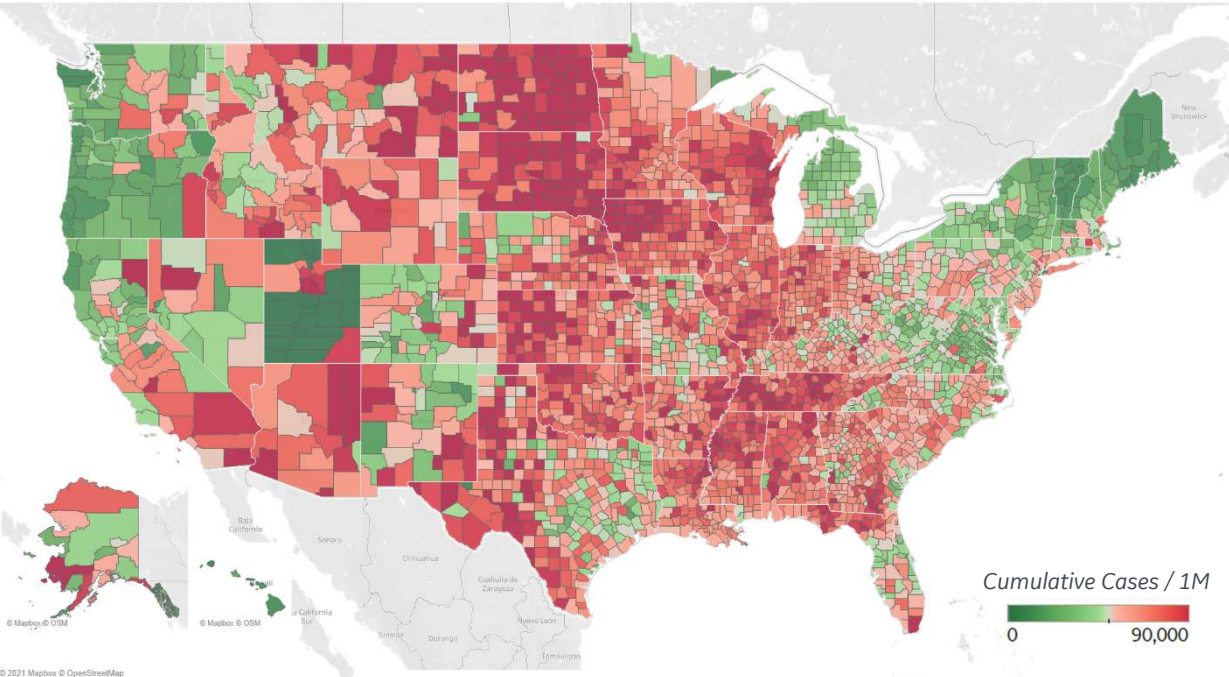 New
Brunswick
Baja
California
Sonora
Chihuahua
Coahuila de
Zaragoza
a California
Sur
Sinaloa
Durango
Nuevo León
Tamaulipas
© Mapbox © OSM
© Mapbox © OSM
Cumulative Cases / 1M
0
90,000
© 2021 Mapbox © OpenStreetMap